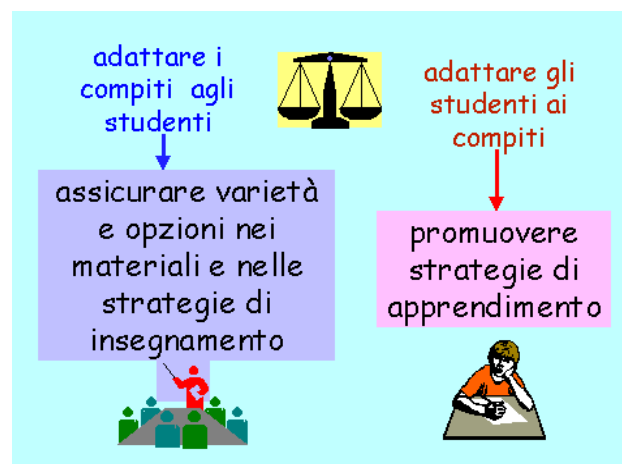 adattare i
compiti agli
studenti
assicurare varietà
e opzioni nei
materiali e nelle
strategie di
insegnamento
adattare gli
studenti ai
compiti
promuovere
strategie di
apprendimento